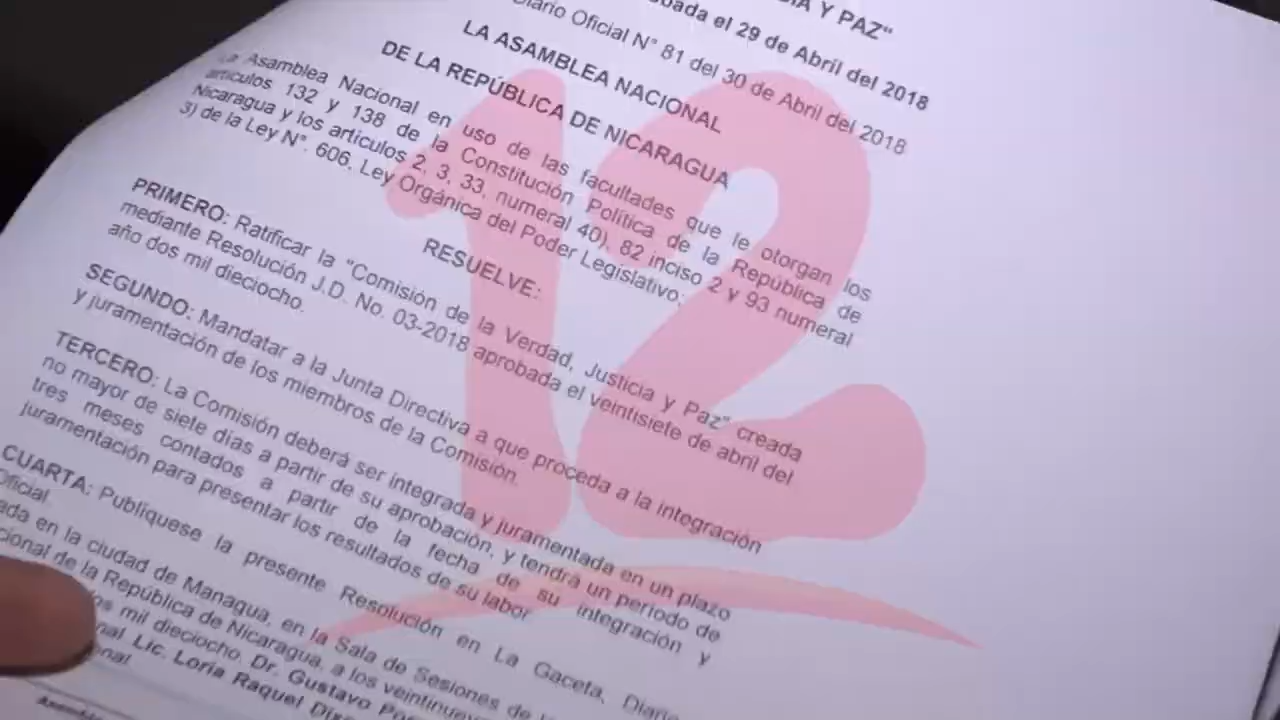 Y PAZ"
el 29 de Abril del 2018
Diario Oficial N° 81 del 30 de Abril del 2018
LA ASAMBLEA NACIONAL
DE LA REPÚBLICA DE NICARAGUA
La Asamblea Nacional en uso de las facultades que le otorgan los
artículos 132 y 138 de la Constitución Política de la República de
Nicaragua y los artículos 2, 3, 33, numeral 40), 82 inciso 2 y 93 numeral
3) de la Ley N°. 606, Ley Orgánica del Poder Legislativo;
RESUELVE:
PRIMERO: Ratificar la "Comisión de la Verdad, Justicia y Paz" creada
mediante Resolución J.D. No. 03-2018 aprobada el veintisiete de abril del
año dos mil dieciocho.
SEGUNDO: Mandatar a la Junta Directiva a que proceda a la integración
y juramentación de los miembros de la Comisión.
TERCERO: La Comisión deberá ser integrada y juramentada en un plazo
no mayor de siete días a partir de su aprobación, y tendrá un periodo de
tres meses contados a partir de la fecha de su integración y
juramentación para presentar los resultados de su labor
CUARTA: Publíquese la presente Resolución en La Gaceta, Diario
Oficial.
en la ciudad de Managua, en la Sala de Sesiones de
de la República de Nicaragua, a los
mil dieciocho. Dr. Gustavo
Lic. Loria Raquel
12